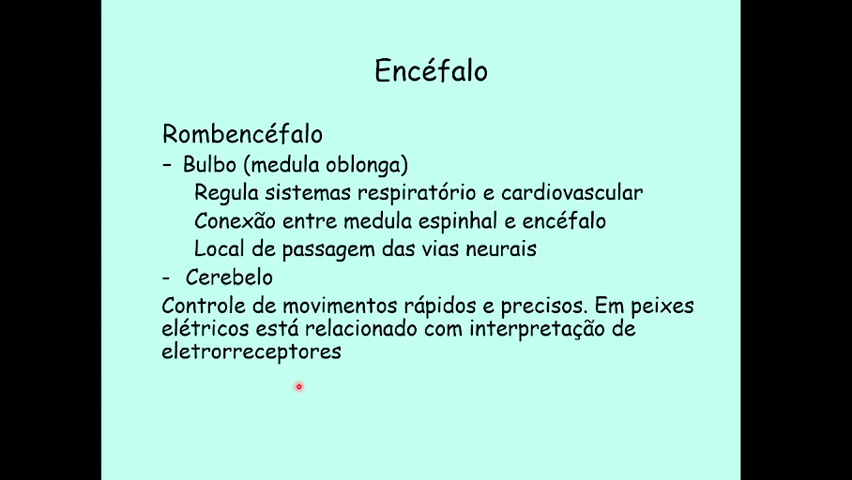 Encéfalo
Rombencéfalo
– Bulbo (medula oblonga)
Regula sistemas respiratório e cardiovascular
Conexão entre medula espinhal e encéfalo
Local de passagem das vias neurais
- Cerebelo
Controle de movimentos rápidos e precisos. Em peixes
elétricos está relacionado com interpretação de
eletrorreceptores